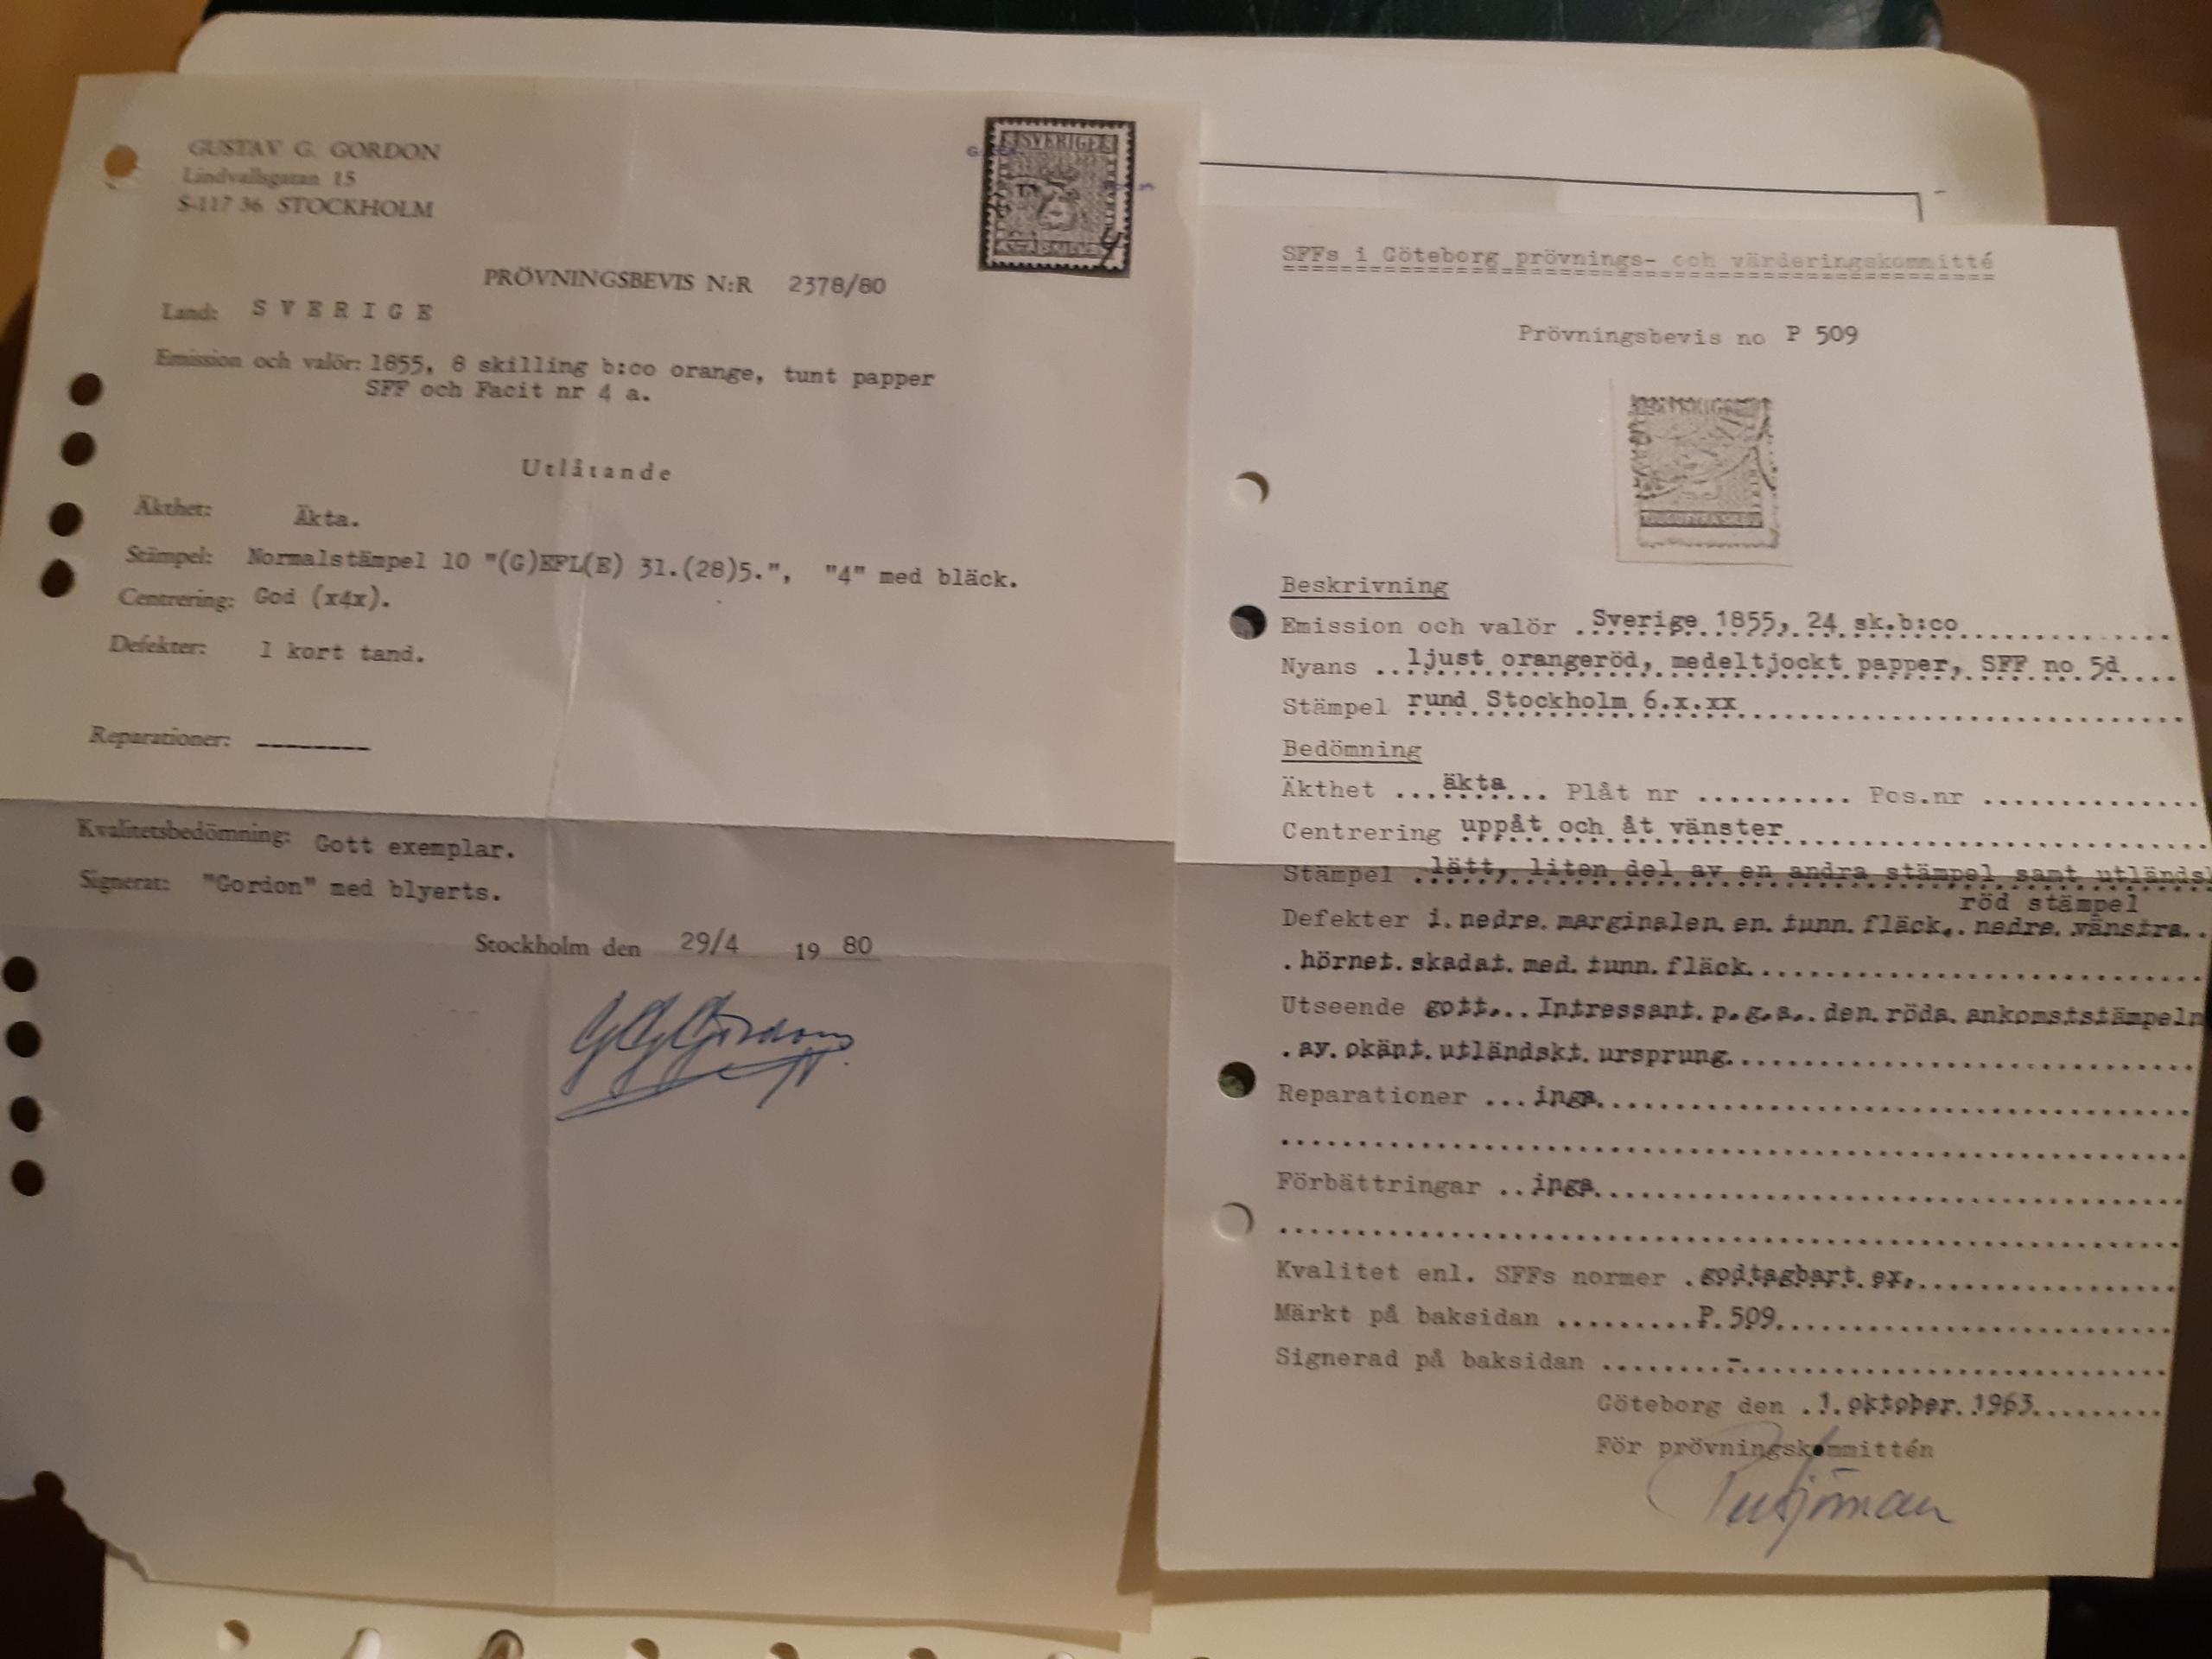 GUSTAV G. GORDON
Lindvallsgatan 15
S-117 36 STOCKHOLM
SVERIGE
PRÖVNINGSBEVIS N:R 2378/80
Land: SVERIGE
Emission och valör: 1855, 8 skilling b:co orange, tunt papper
SFF och Facit nr 4 a.
Utlåtande
Äkthet: Äkta.
Stämpel: Normalstämpel 10 "(G)EFL(E) 31.(28)5.", "4" med bläck.
Centrering: God (x4x).
Defekter: 1 kort tand.
Reparationer: --------
Kvalitetsbedömning: Gott exemplar.
Signerat: "Gordon" med blyerts.
Stockholm den 29/4 19 80
GGGordon
SFFs i Göteborg prövnings- och värderingskommitté
Prövningsbevis no P 509
Beskrivning
Emission och valör .Sverige 1855, 24 sk.b:co
Nyans ..ljust orangeröd, medeltjockt papper, SFF no 5d
Stämpel rund Stockholm 6.x.xx
Bedömning
Äkthet ...äkta... Plåt nr .......... Pos.nr ..............
Centrering uppåt och åt vänster
Stämpel .lätt, liten del av en andra stämpel samt utländsk
röd stämpel
Defekter i nedre marginalen en tunn fläck, nedre vänstra
hörnet skadat med tunn fläck
Utseende gott... Intressant p.g.a. den röda ankomststämpeln
av okänt utländskt ursprung
Reparationer ...inga
Förbättringar ..inga
Kvalitet enl. SFFs normer .godtagbart ex.
Märkt på baksidan .........P 509
Signerad på baksidan ........-
Göteborg den .1 oktober 1963
För prövningskommittén